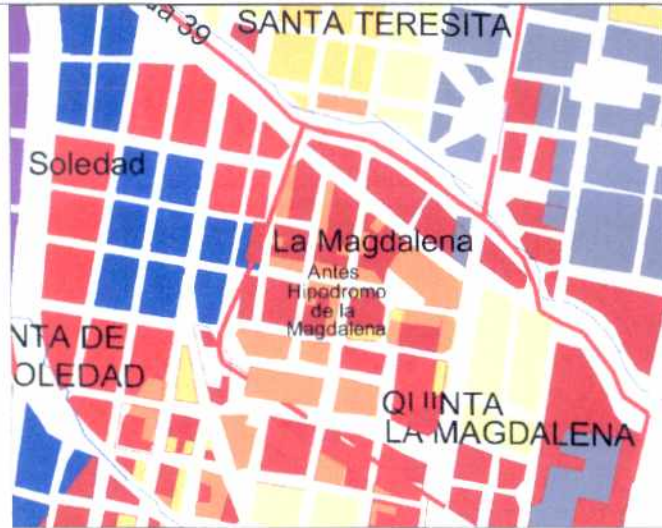 39
SANTA TERESITA
Soledad
La Magdalena
Antes
Hipodromo
de la
Magdalena
NTA DE
OLEDAD
QUINTA
LA MAGDALENA